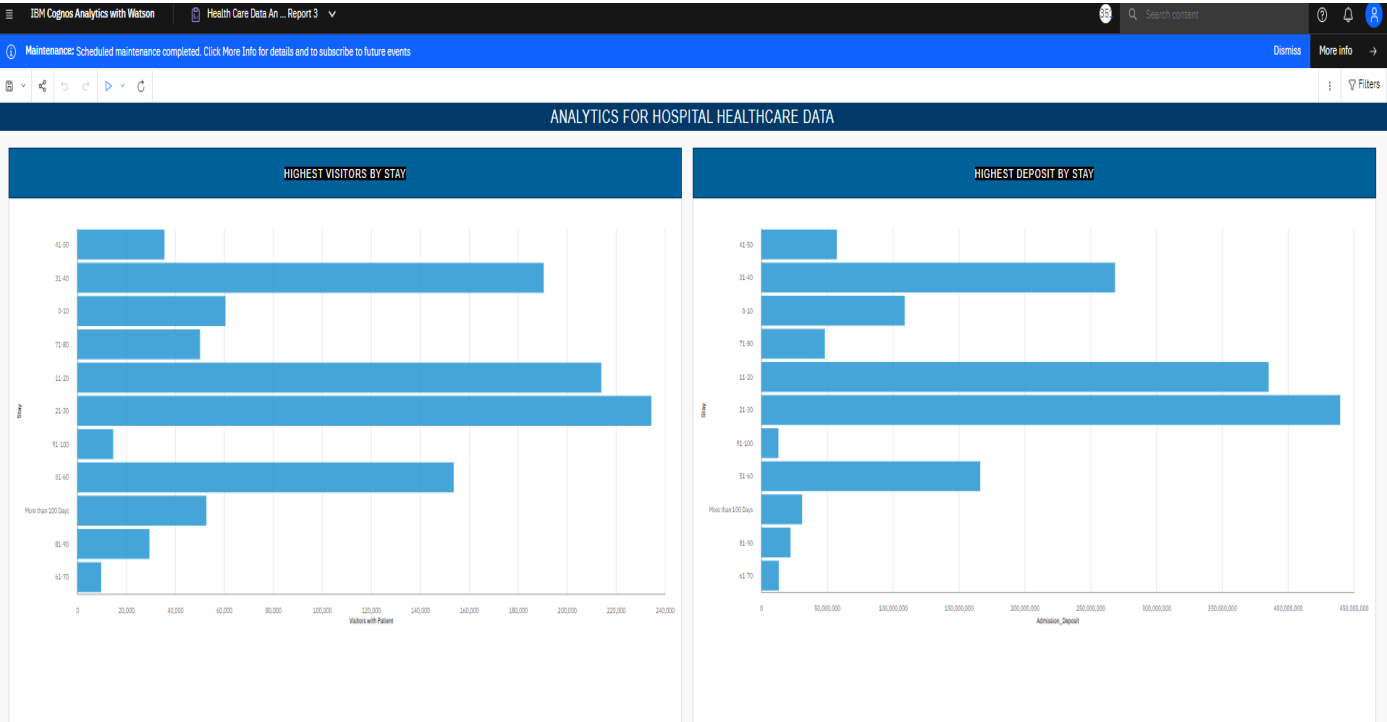 IBM Cognos Analytics with Watson
Health Care Data An ... Report 3
Search content
Maintenance: Scheduled maintenance completed. Click More Info for details and to subscribe to future events
Dismiss
More info
Filters
ANALYTICS FOR HOSPITAL HEALTHCARE DATA
HIGHEST VISITORS BY STAY
41-50
31-40
0-10
71-80
11-20
21-30
91-100
51-60
More than 100 Days
81-90
61-70
Stay
0 20,000 40,000 60,000 80,000 100,000 120,000 140,000 160,000 180,000 200,000 220,000 240,000
Visitors with Patient
HIGHEST DEPOSIT BY STAY
41-50
31-40
0-10
71-80
11-20
21-30
91-100
51-60
More than 100 Days
81-90
61-70
Stay
0 50,000,000 100,000,000 150,000,000 200,000,000 250,000,000 300,000,000 350,000,000 400,000,000 450,000,000
Admission_Deposit